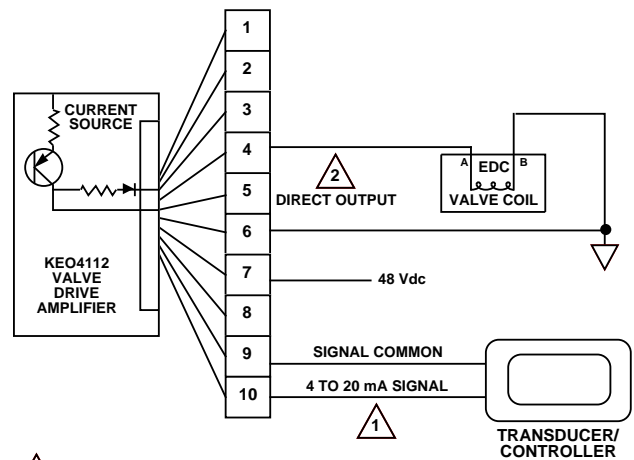 1
2
3
4
5
6
7
8
9
10
CURRENT
SOURCE
KEO4112
VALVE
DRIVE
AMPLIFIER
2
DIRECT OUTPUT
A
EDC
B
VALVE COIL
48 Vdc
SIGNAL COMMON
4 TO 20 mA SIGNAL
1
TRANSDUCER/
CONTROLLER